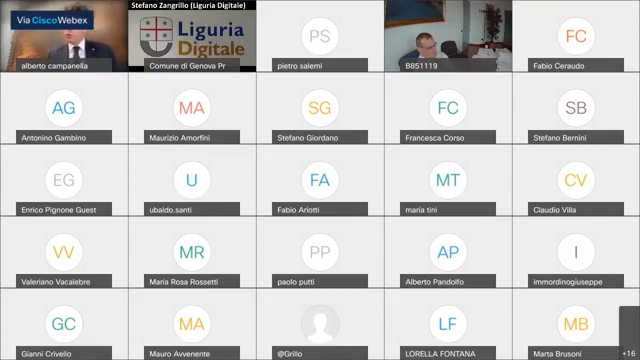 Via Cisco Webex
alberto campanella
Stefano Zangrillo (Liguria Digitale)
Liguria
Digitale
Comune di Genova Pr
PS
pietro salemi
B851119
FC
Fabio Ceraudo
AG
Antonino Gambino
MA
Maurizio Amorfini
SG
Stefano Giordano
FC
Francesca Corso
SB
Stefano Bernini
EG
Enrico Pignone Guest
U
ubaldo.santi
FA
Fabio Ariotti
MT
maria tini
CV
Claudio Villa
VV
Valeriano Vacalebre
MR
Maria Rosa Rossetti
PP
paolo putti
AP
Alberto Pandolfo
I
immordinogiuseppe
GC
Gianni Crivello
MA
Mauro Avvenente
@Grillo
LF
LORELLA FONTANA
MB
Marta Brusoni
+16